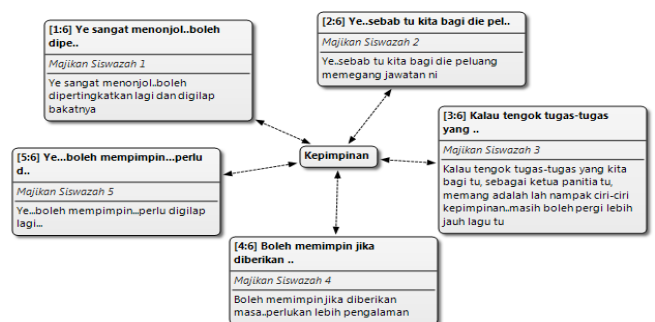 [1:6] Ye sangat menonjol..boleh
dipe..
Majikan Siswazah 1
Ye sangat menonjol..boleh
dipertingkatkan lagi dan digilap
bakatnya
[2:6] Ye..sebab tu kita bagi die pel..
Majikan Siswazah 2
Ye..sebab tu kita bagi die peluang
memegang jawatan ni
[3:6] Kalau tengok tugas-tugas
yang ..
Majikan Siswazah 3
Kalau tengok tugas-tugas yang kita
bagi tu, sebagai ketua panitia tu,
memang adalah lah nampak ciri-ciri
kepimpinan..masih boleh pergi lebih
jauh lagu tu
Kepimpinan
[5:6] Ye...boleh mempimpin...perlu
d..
Majikan Siswazah 5
Ye...boleh mempimpin...perlu digilap
lagi...
[4:6] Boleh memimpin jika
diberikan ..
Majikan Siswazah 4
Boleh memimpin jika diberikan
masa..perlukan lebih pengalaman